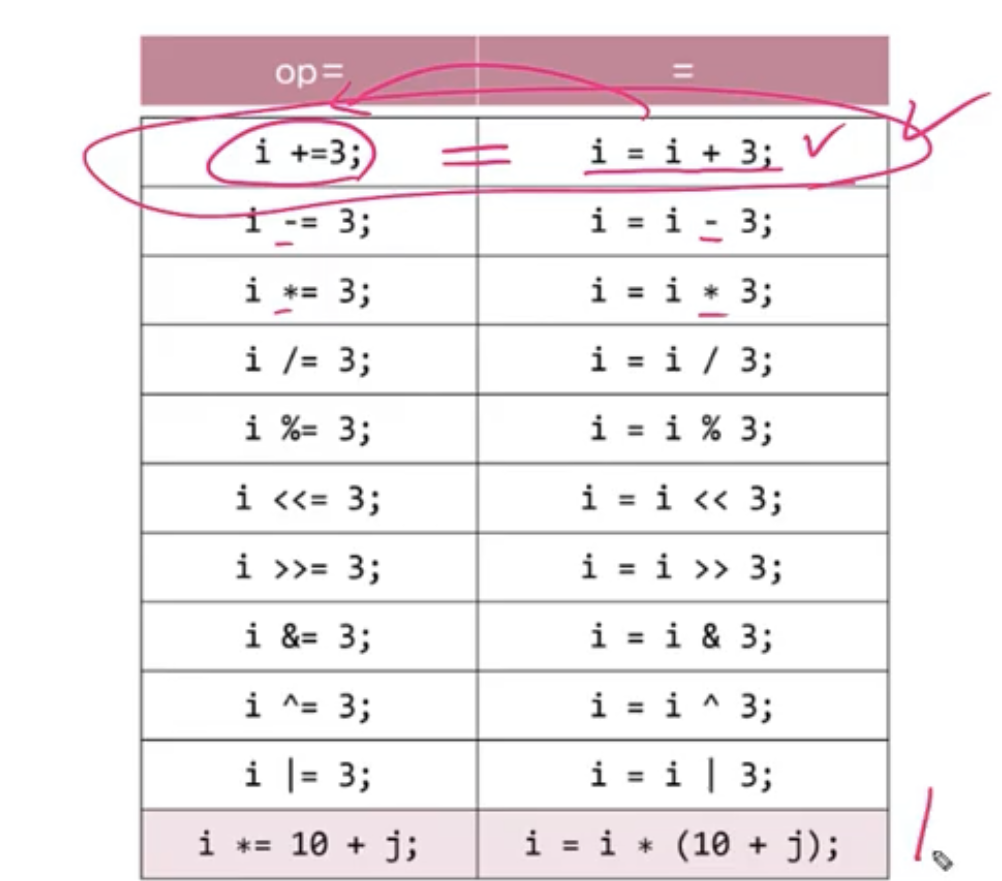 op= =
i +=3; i = i + 3;
i -= 3; i = i - 3;
i *= 3; i = i * 3;
i /= 3; i = i / 3;
i %= 3; i = i % 3;
i <<= 3; i = i << 3;
i >>= 3; i = i >> 3;
i &= 3; i = i & 3;
i ^= 3; i = i ^ 3;
i |= 3; i = i | 3;
i *= 10 + j; i = i * (10 + j);